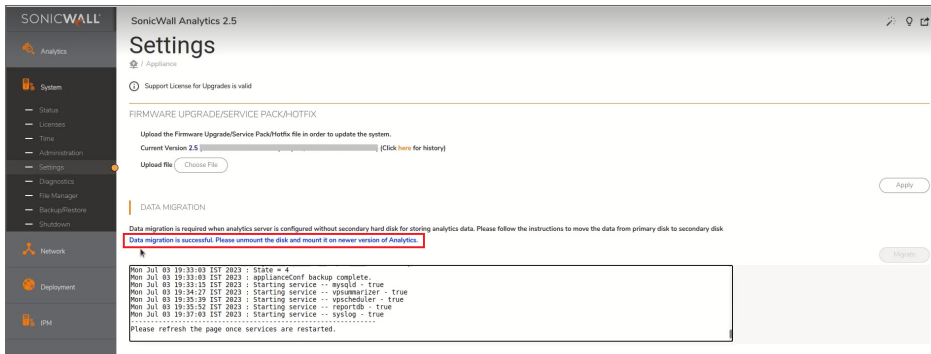 SONICWALL
SonicWall Analytics 2.5
Settings
/ Appliance
Analytics
System
Status
Licenses
Time
Administration
Settings
Diagnostics
File Manager
Backup/Restore
Shutdown
Network
Deployment
IPM
Support License for Upgrades is valid
FIRMWARE UPGRADE/SERVICE PACK/HOTFIX
Upload the Firmware Upgrade/Service Pack/Hotfix file in order to update the system.
Current Version 2.5 [ ] (Click here for history)
Upload file Choose File
Apply
DATA MIGRATION
Data migration is required when analytics server is configured without secondary hard disk for storing analytics data. Please follow the instructions to move the data from primary disk to secondary disk
Data migration is successful. Please unmount the disk and mount it on newer version of Analytics.
Migrate
Mon Jul 03 19:33:03 IST 2023 : State = 4
Mon Jul 03 19:33:03 IST 2023 : applianceConf backup complete.
Mon Jul 03 19:33:15 IST 2023 : Starting service -- mysqld - true
Mon Jul 03 19:34:27 IST 2023 : Starting service -- vpsummarizer - true
Mon Jul 03 19:35:39 IST 2023 : Starting service -- vpscheduler - true
Mon Jul 03 19:35:52 IST 2023 : Starting service -- reportdb - true
Mon Jul 03 19:37:03 IST 2023 : Starting service -- syslog - true
-----------------------------------------------------------
Please refresh the page once services are restarted.